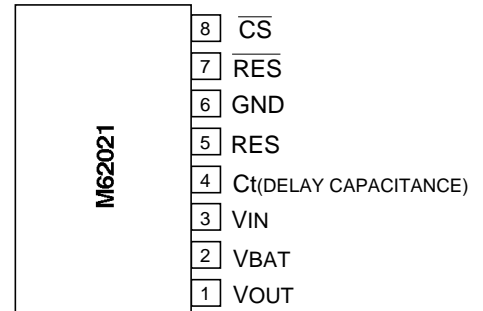 8 CS
7 RES
6 GND
5 RES
4 Ct(DELAY CAPACITANCE)
3 VIN
2 VBAT
1 VOUT
M62021